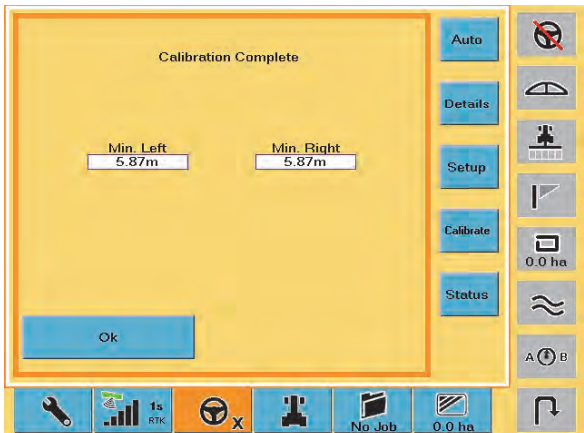 Calibration Complete
Min. Left
5.87m
Min. Right
5.87m
Ok
Auto
Details
Setup
Calibrate
Status
0.0 ha
A B
1s
RTK
X
No Job
0.0 ha